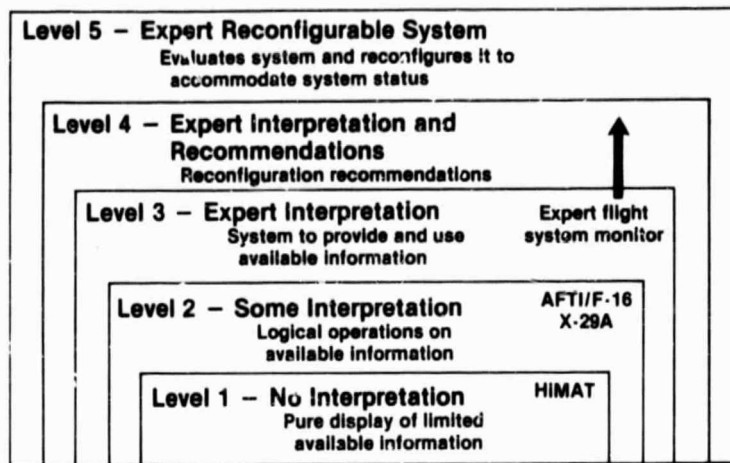 Level 5 – Expert Reconfigurable System
Evaluates system and reconfigures it to
accommodate system status
Level 4 – Expert Interpretation and
Recommendations
Reconfiguration recommendations
Level 3 – Expert Interpretation
System to provide and use
available information
Expert flight
system monitor
Level 2 – Some Interpretation
Logical operations on
available information
AFTI/F-16
X-29A
Level 1 – No Interpretation
Pure display of limited
available information
HiMAT